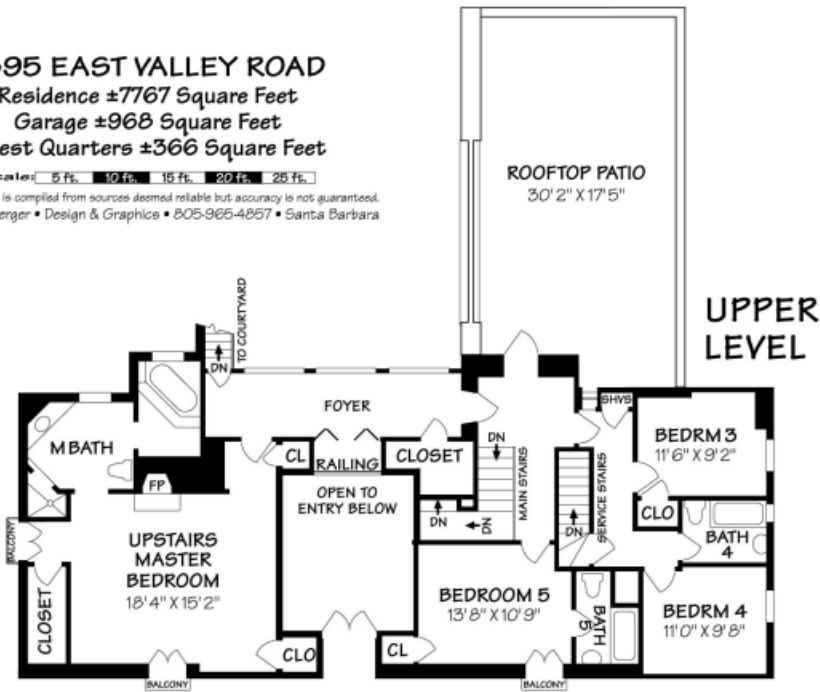 95 EAST VALLEY ROAD
Residence ±7767 Square Feet
Garage ±968 Square Feet
est Quarters ±366 Square Feet
cale: 5 ft. 10 ft. 15 ft. 20 ft. 25 ft.
is compiled from sources deemed reliable but accuracy is not guaranteed.
erger • Design & Graphics • 805-965-4857 • Santa Barbara
ROOFTOP PATIO
30'2" X 17'5"
UPPER
LEVEL
TO COURTYARD
DN
FOYER
SHVS
M BATH
CL
RAILING
CLOSET
DN
MAIN STAIRS
SERVICE STAIRS
BEDRM 3
11'6" X 9'2"
FP
OPEN TO
ENTRY BELOW
DN
DN
DN
CLO
BATH
4
BALCONY
UPSTAIRS
MASTER
BEDROOM
18'4" X 15'2"
CLOSET
BEDROOM 5
13'8" X 10'9"
BATH
5
BEDRM 4
11'0" X 9'8"
CLO
CL
BALCONY
BALCONY